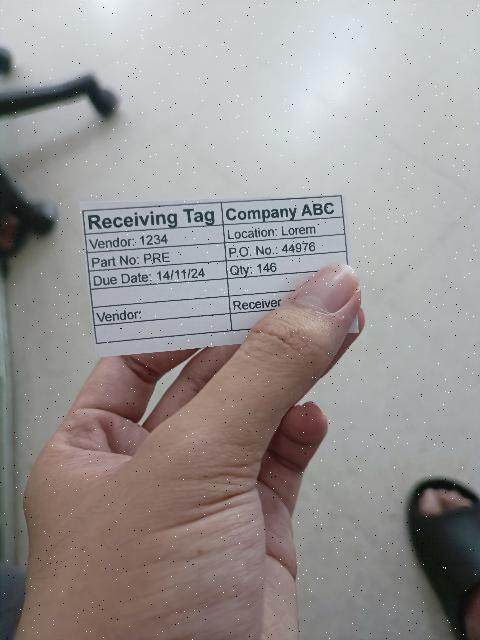 Receiving Tag Company ABC
Vendor: 1234 Location: Lorem
Part No: PRE P.O. No.: 44976
Due Date: 14/11/24 Qty: 146
Vendor: Receiver